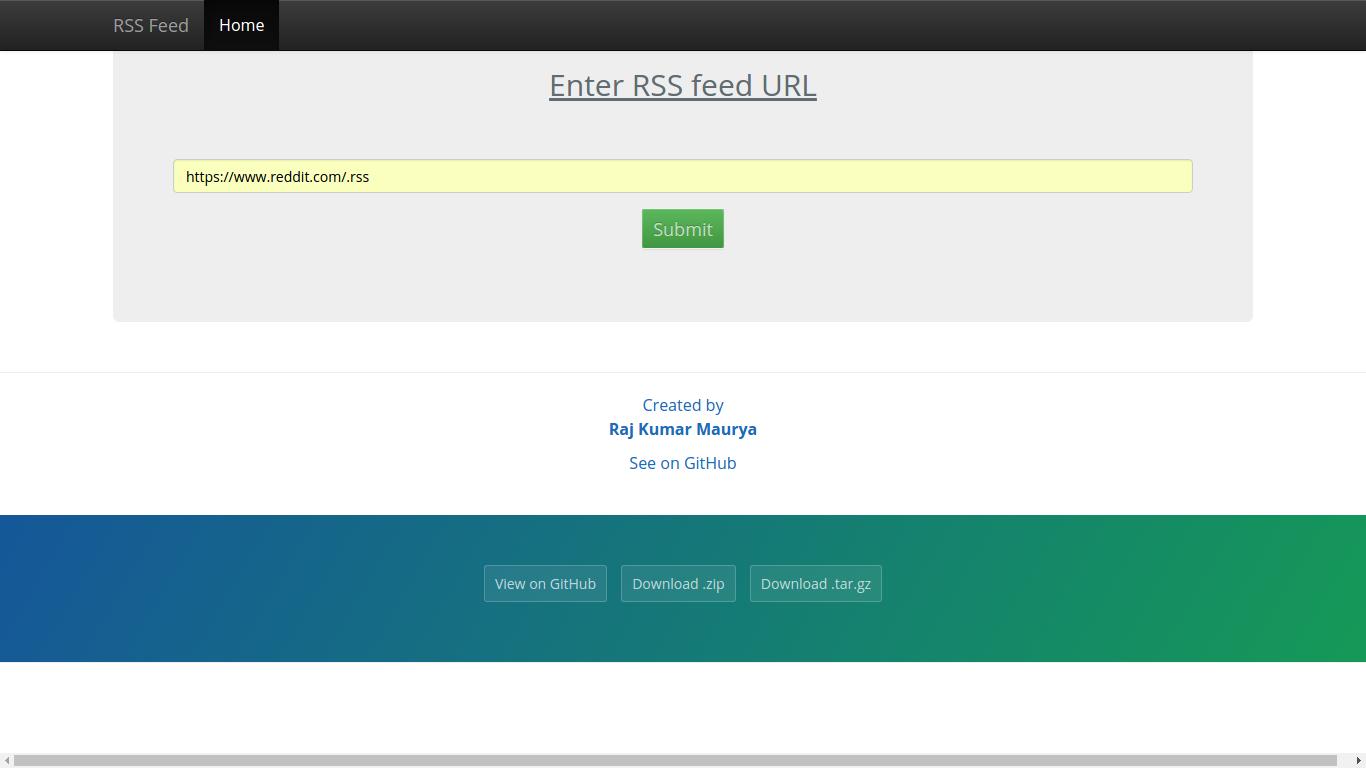 RSS Feed Home
Enter RSS feed URL
https://www.reddit.com/.rss
Submit
Created by
Raj Kumar Maurya
See on GitHub
View on GitHub Download .zip Download .tar.gz